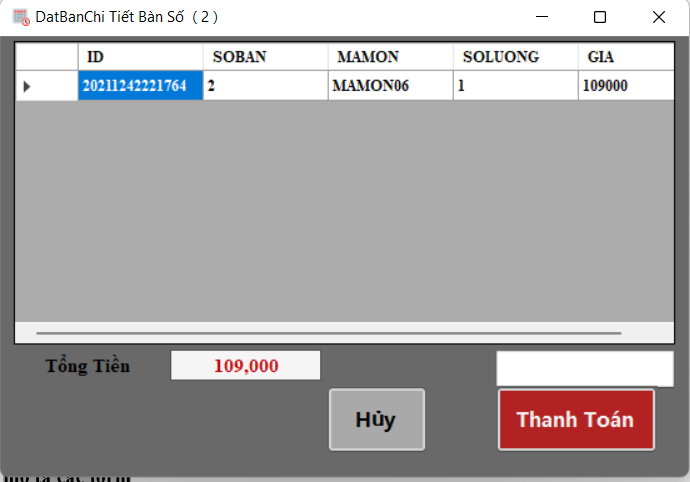 DatBanChi Tiết Bàn Số ( 2 )
ID SOBAN MAMON SOLUONG GIA
20211242221764 2 MAMON06 1 109000
Tổng Tiền 109,000
Hủy Thanh Toán